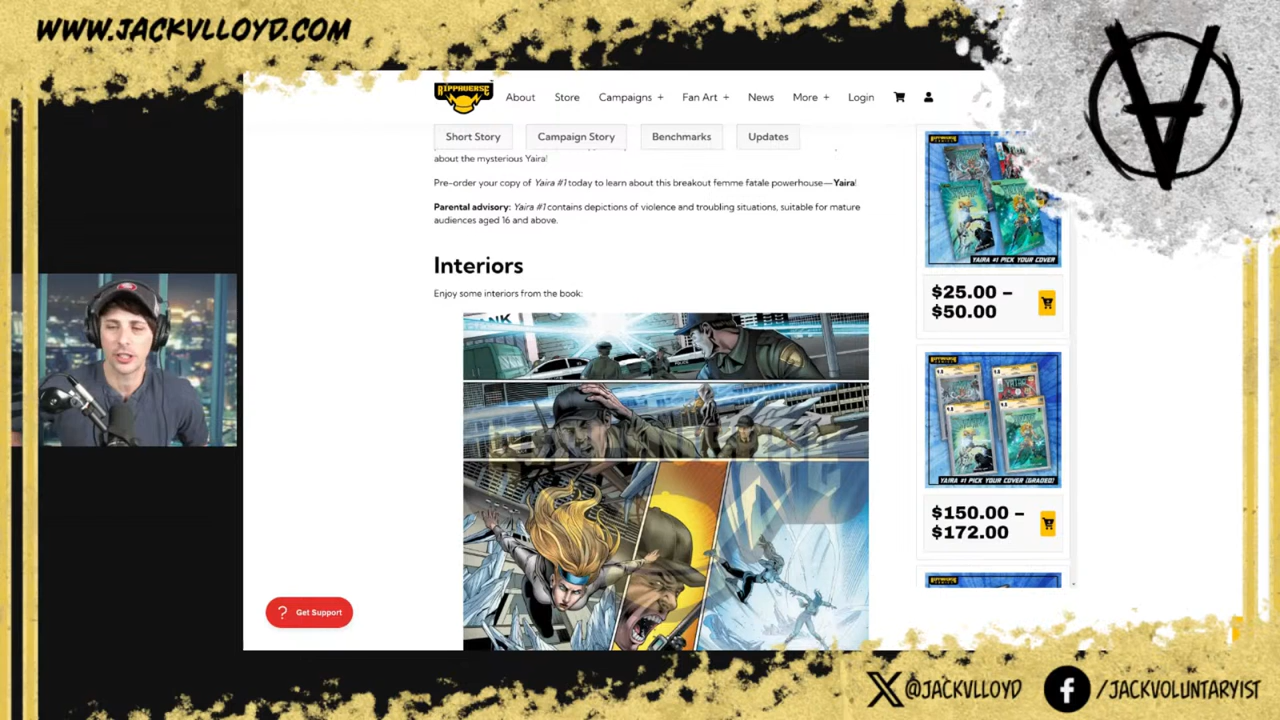 WWW.JACKVLLOYD.COM
RIPPAVERSE
About
Store
Campaigns +
Fan Art +
News
More +
Login
Short Story
Campaign Story
Benchmarks
Updates
about the mysterious Yaira!
Pre-order your copy of Yaira #1 today to learn about this breakout femme fatale powerhouse—Yaira!
Parental advisory: Yaira #1 contains depictions of violence and troubling situations, suitable for mature
audiences aged 16 and above.
Interiors
Enjoy some interiors from the book:
YAIRA #1 PICK YOUR COVER
$25.00 –
$50.00
YAIRA #1 PICK YOUR COVER (GRADED)
$150.00 –
$172.00
? Get Support
@JACKVLLOYD
/JACKVOLUNTARYIST